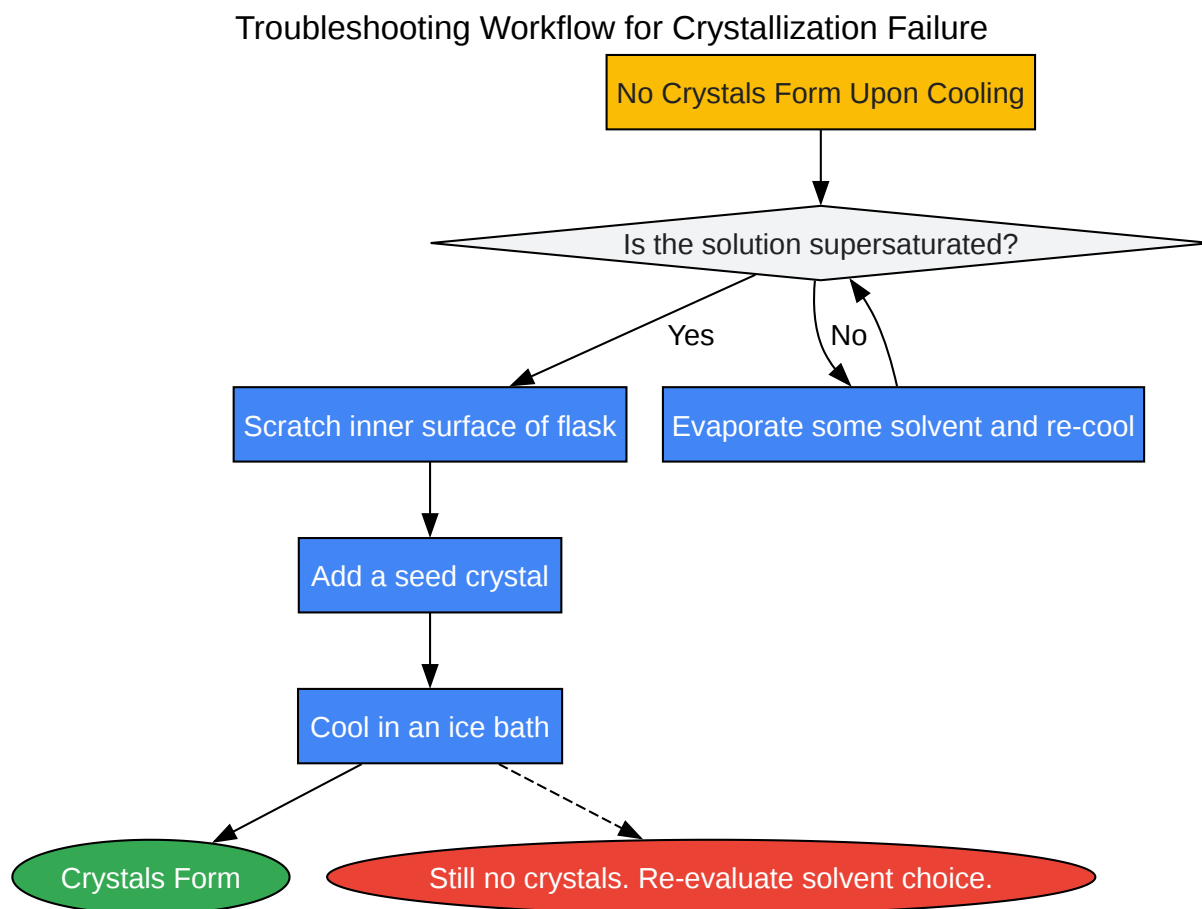 Troubleshooting Workflow for Crystallization Failure
No Crystals Form Upon Cooling
Is the solution supersaturated?
Yes
No
Scratch inner surface of flask
Evaporate some solvent and re-cool
Add a seed crystal
Cool in an ice bath
Crystals Form
Still no crystals. Re-evaluate solvent choice.